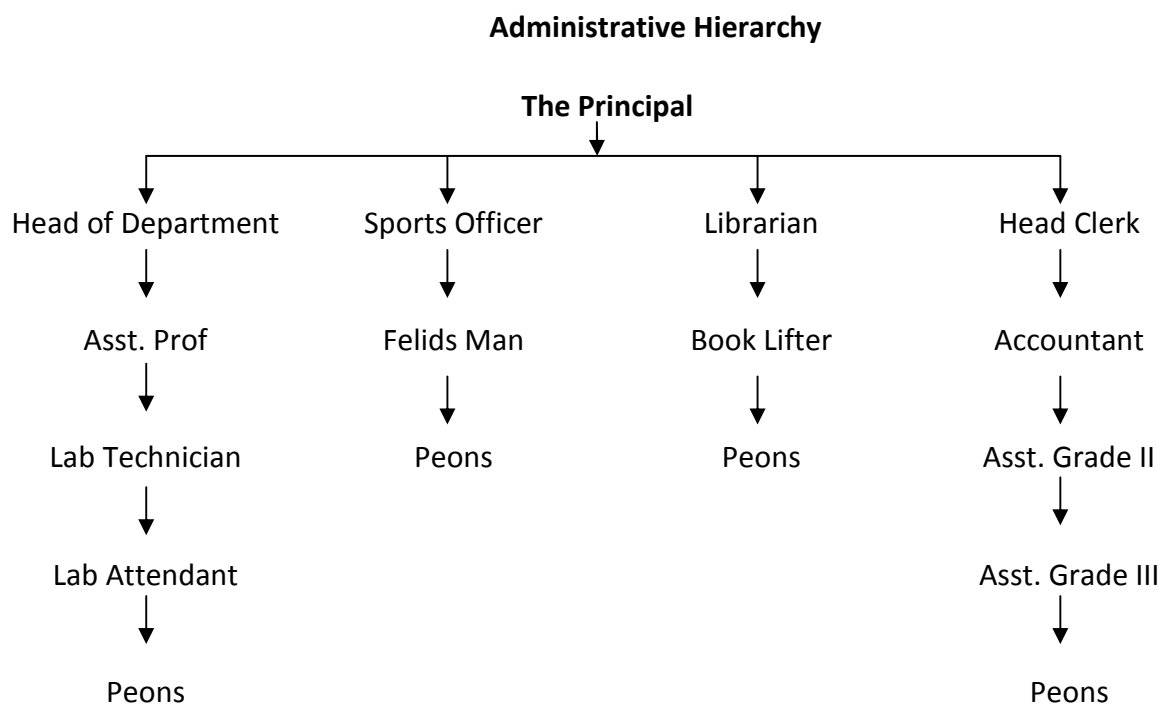 Administrative Hierarchy
The Principal
Head of Department Sports Officer Librarian Head Clerk
Asst. Prof Felids Man Book Lifter Accountant
Lab Technician Peons Peons Asst. Grade II
Lab Attendant Asst. Grade III
Peons Peons